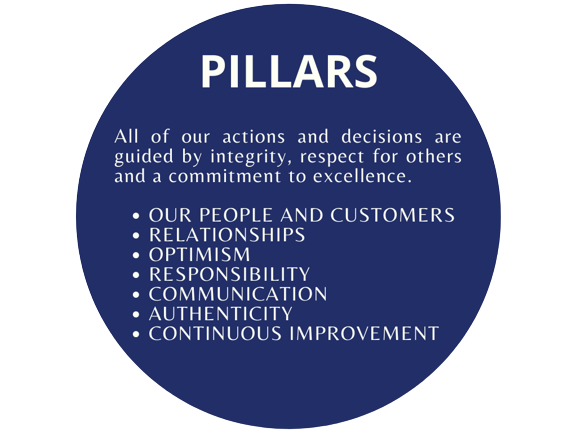 PILLARS
All of our actions and decisions are
guided by integrity, respect for others
and a commitment to excellence.
• OUR PEOPLE AND CUSTOMERS
• RELATIONSHIPS
• OPTIMISM
• RESPONSIBILITY
• COMMUNICATION
• AUTHENTICITY
• CONTINUOUS IMPROVEMENT